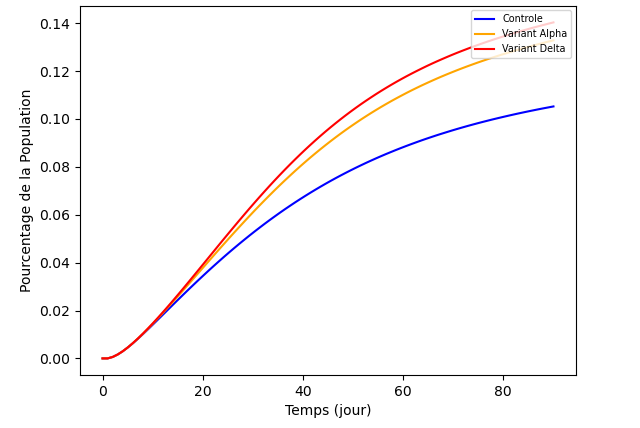 Controle
Variant Alpha
Variant Delta
0.14
0.12
0.10
0.08
0.06
0.04
0.02
0.00
Pourcentage de la Population
0 20 40 60 80
Temps (jour)